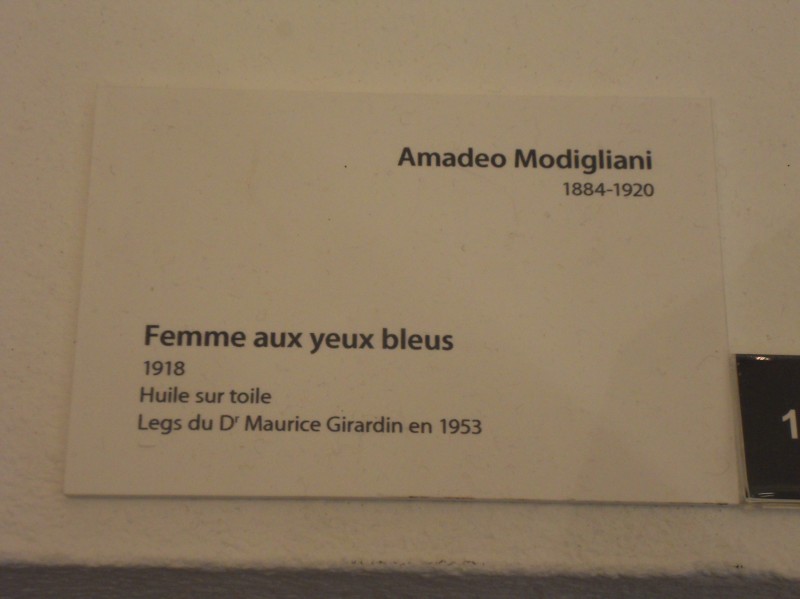 Amadeo Modigliani
1884-1920
Femme aux yeux bleus
1918
Huile sur toile
Legs du Dʳ Maurice Girardin en 1953
1